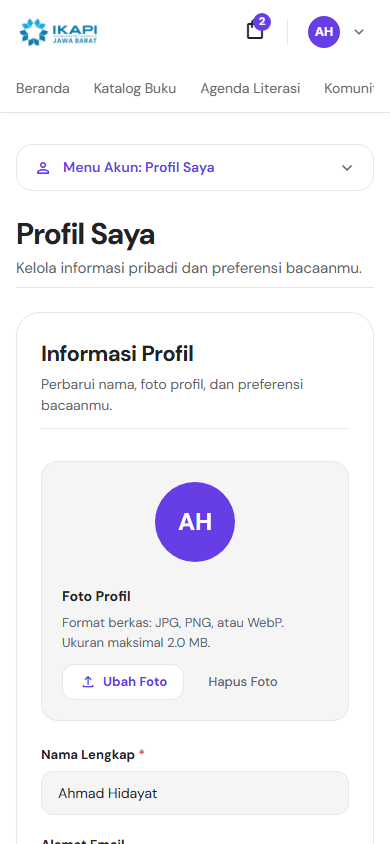 IKAPI
JAWA BARAT
2
AH
Beranda
Katalog Buku
Agenda Literasi
Menu Akun: Profil Saya
Profil Saya
Kelola informasi pribadi dan preferensi bacaanmu.
Informasi Profil
Perbarui nama, foto profil, dan preferensi
bacaanmu.
AH
Foto Profil
Format berkas: JPG, PNG, atau WebP.
Ukuran maksimal 2.0 MB.
Ubah Foto
Hapus Foto
Nama Lengkap *
Ahmad Hidayat
Alamat Email